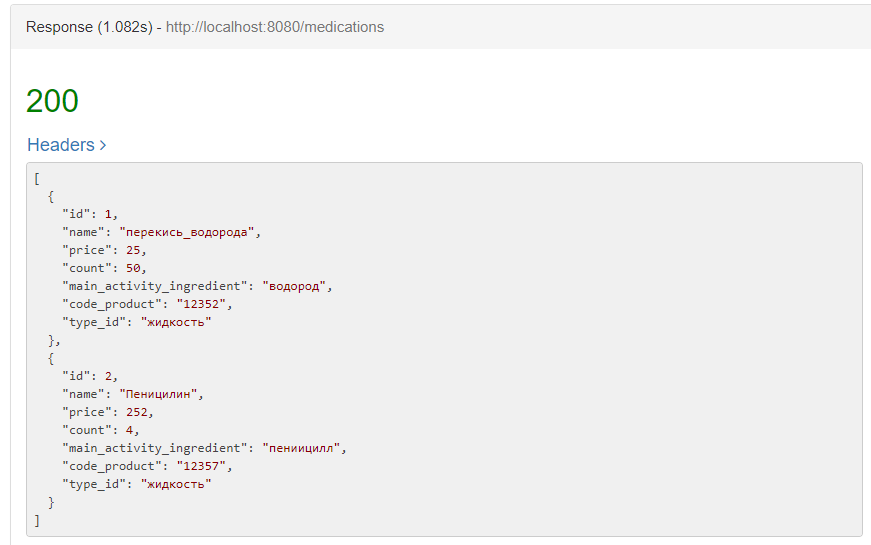 Response (1.082s) - http://localhost:8080/medications
200
Headers >
[
  {
    "id": 1,
    "name": "перекись_водорода",
    "price": 25,
    "count": 50,
    "main_activity_ingredient": "водород",
    "code_product": "12352",
    "type_id": "жидкость"
  },
  {
    "id": 2,
    "name": "Пеницилин",
    "price": 252,
    "count": 4,
    "main_activity_ingredient": "пениицилл",
    "code_product": "12357",
    "type_id": "жидкость"
  }
]